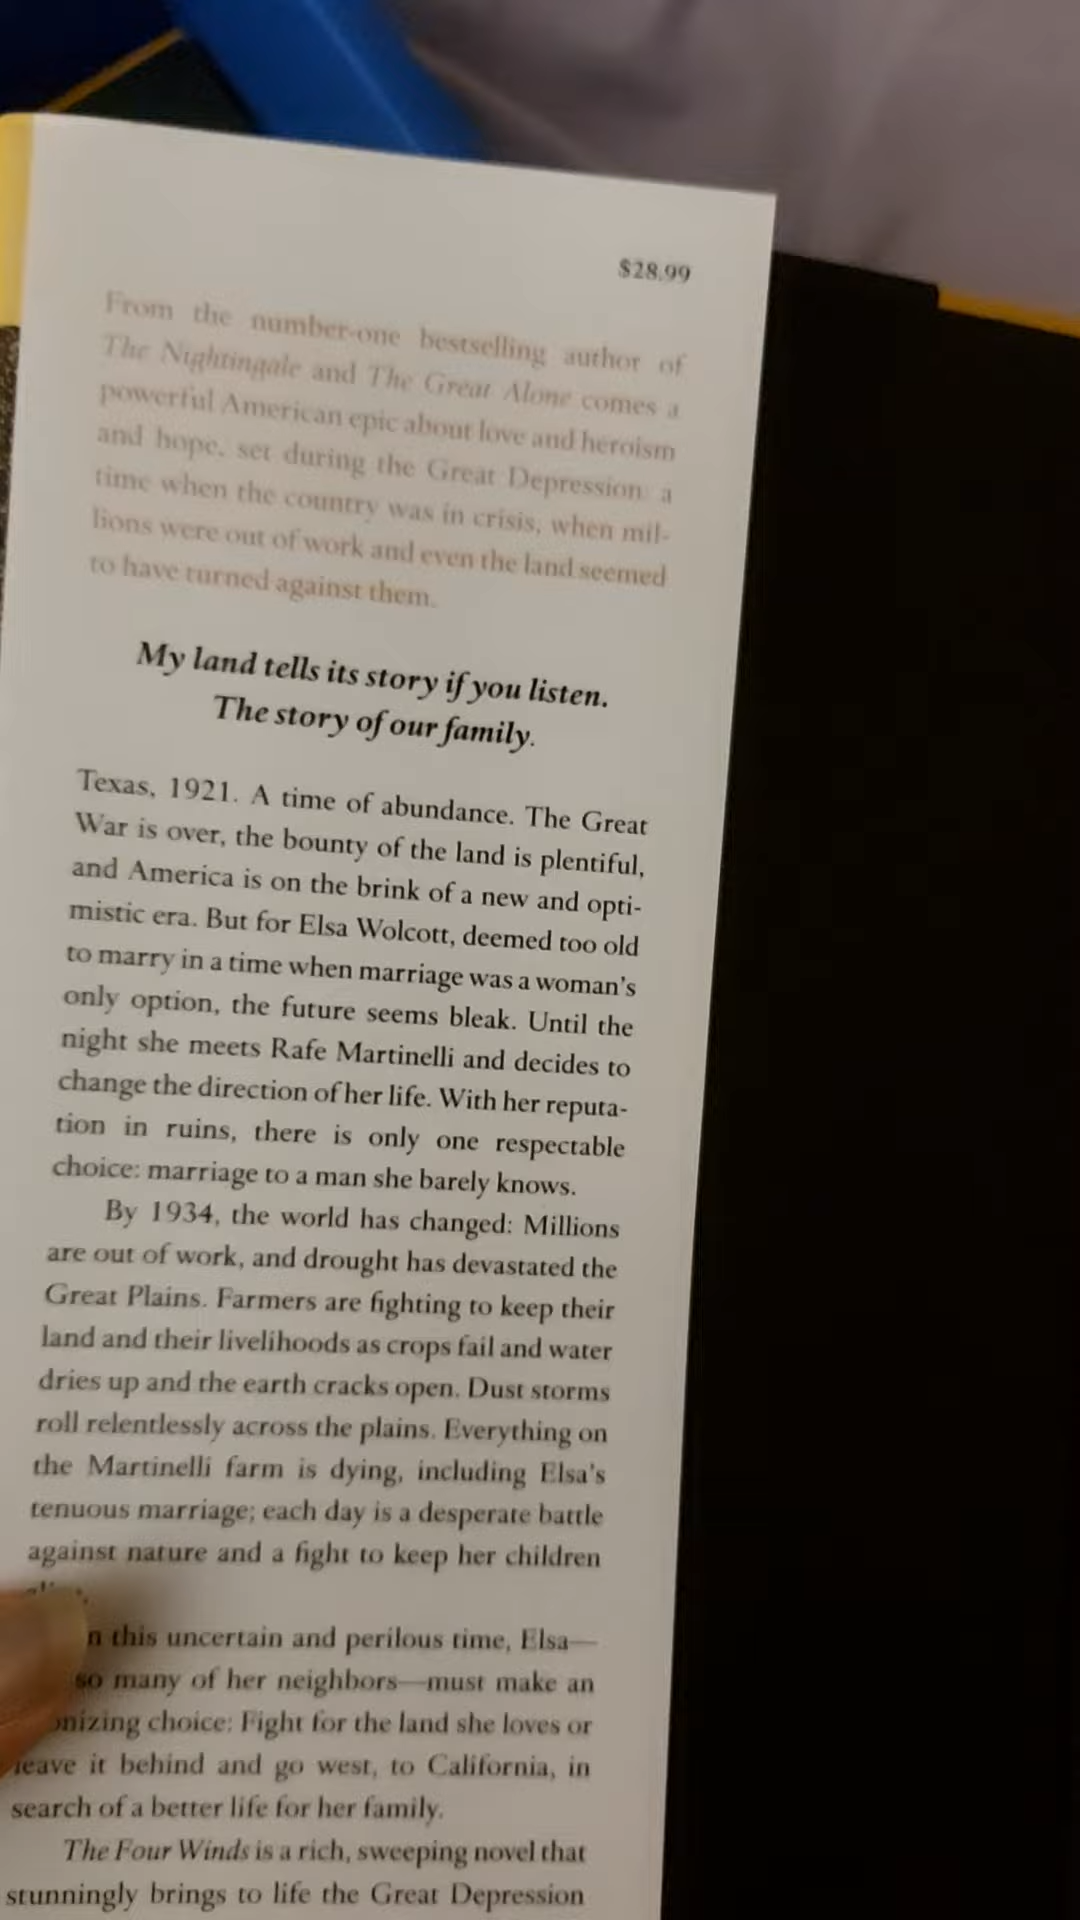 $28.99
From the number-one bestselling author of
The Nightingale and The Great Alone comes a
powerful American epic about love and heroism
and hope, set during the Great Depression, a
time when the country was in crisis, when mil-
lions were out of work and even the land seemed
to have turned against them.
My land tells its story if you listen.
The story of our family.
Texas, 1921. A time of abundance. The Great
War is over, the bounty of the land is plentiful,
and America is on the brink of a new and opti-
mistic era. But for Elsa Wolcott, deemed too old
to marry in a time when marriage was a woman's
only option, the future seems bleak. Until the
night she meets Rafe Martinelli and decides to
change the direction of her life. With her reputa-
tion in ruins, there is only one respectable
choice: marriage to a man she barely knows.
By 1934, the world has changed: Millions
are out of work, and drought has devastated the
Great Plains. Farmers are fighting to keep their
land and their livelihoods as crops fail and water
dries up and the earth cracks open. Dust storms
roll relentlessly across the plains. Everything on
the Martinelli farm is dying, including Elsa's
tenuous marriage; each day is a desperate battle
against nature and a fight to keep her children
this uncertain and perilous time, Elsa—
so many of her neighbors—must make an
choice: Fight for the land she loves or
leave it behind and go west, to California, in
search of a better life for her family.
The Four Winds is a rich, sweeping novel that
stunningly brings to life the Great Depression